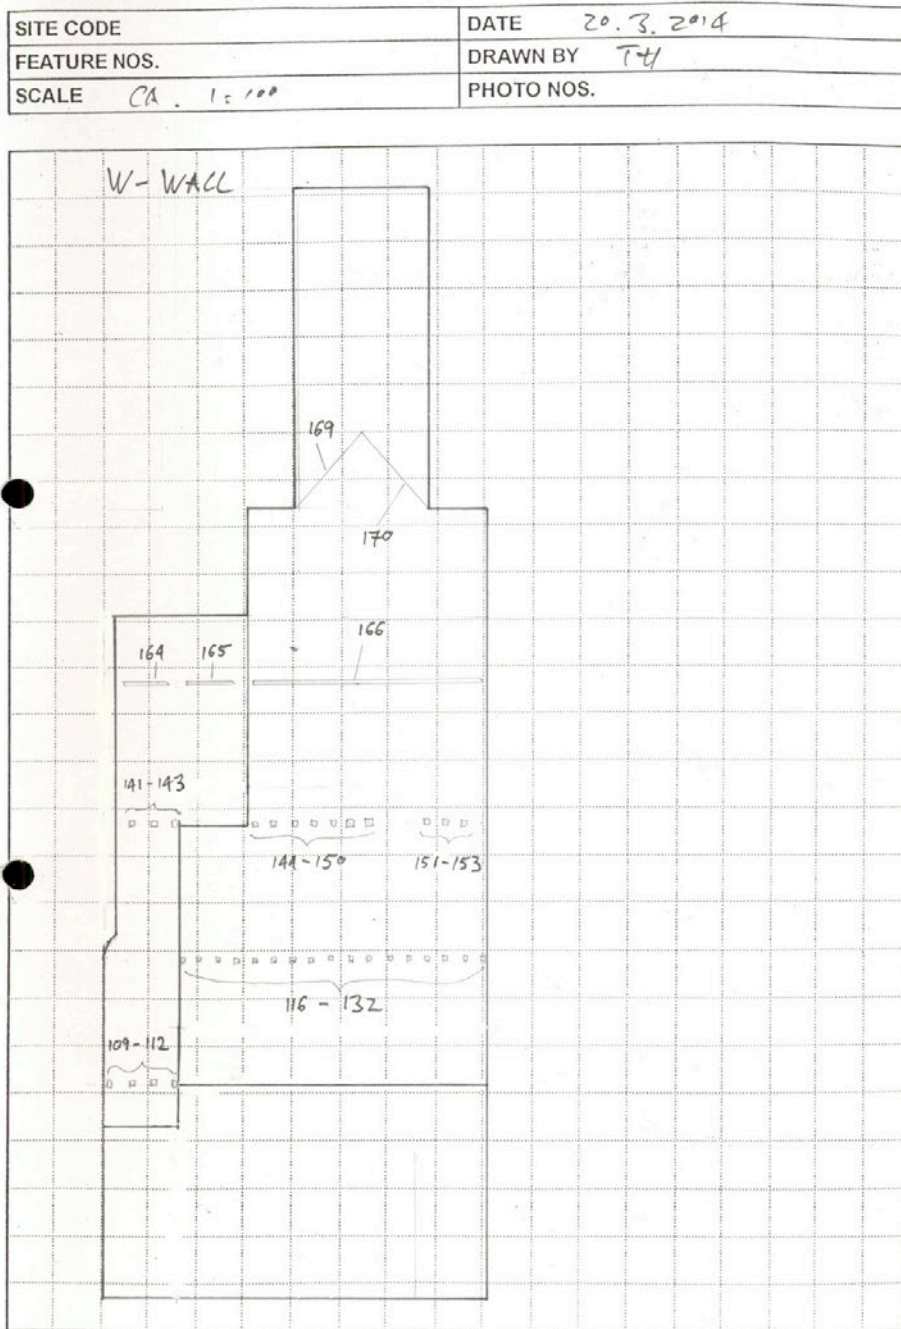 SITE CODE
DATE 20.3.2014
FEATURE NOS.
DRAWN BY TH
SCALE CA. 1:100
PHOTO NOS.
W-WALL
169
170
166
164 165
141-143
144-150 151-153
116 - 132
109-112